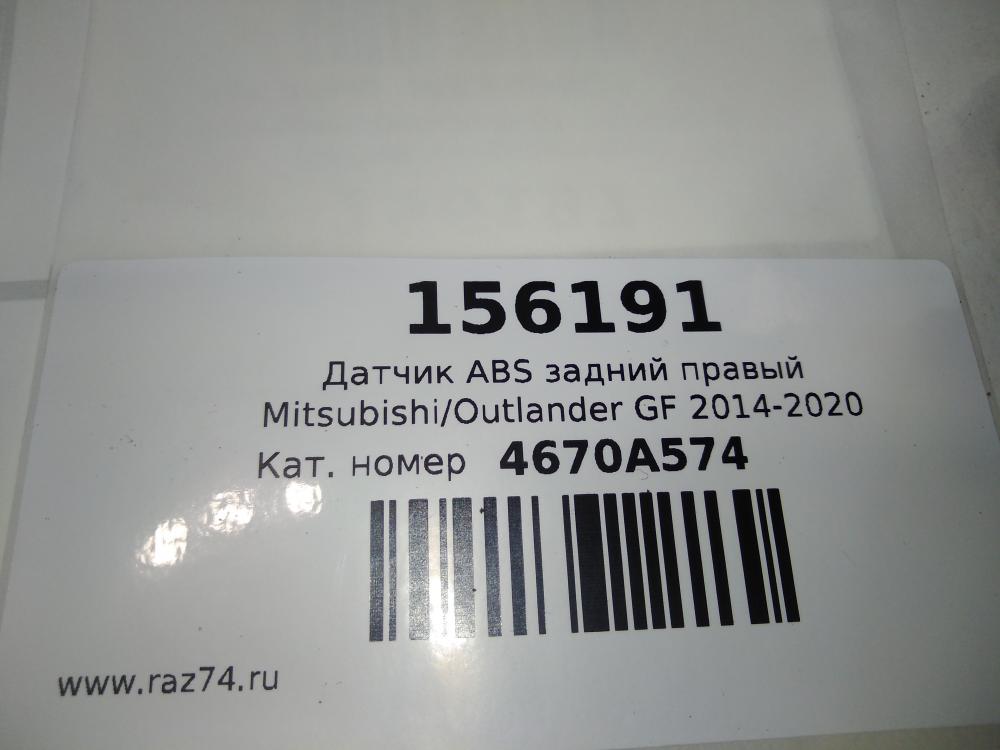 156191
Датчик ABS задний правый
Mitsubishi/Outlander GF 2014-2020
Кат. номер 4670A574
www.raz74.ru